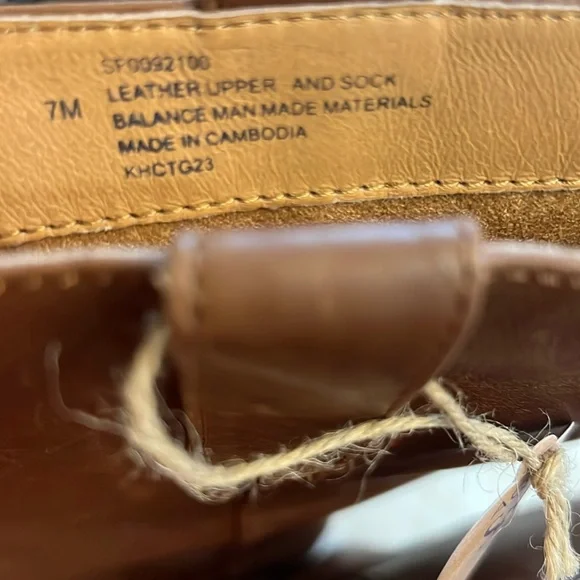 SF0092100
7M
LEATHER UPPER AND SOCK
BALANCE MAN MADE MATERIALS
MADE IN CAMBODIA
KHCTG23